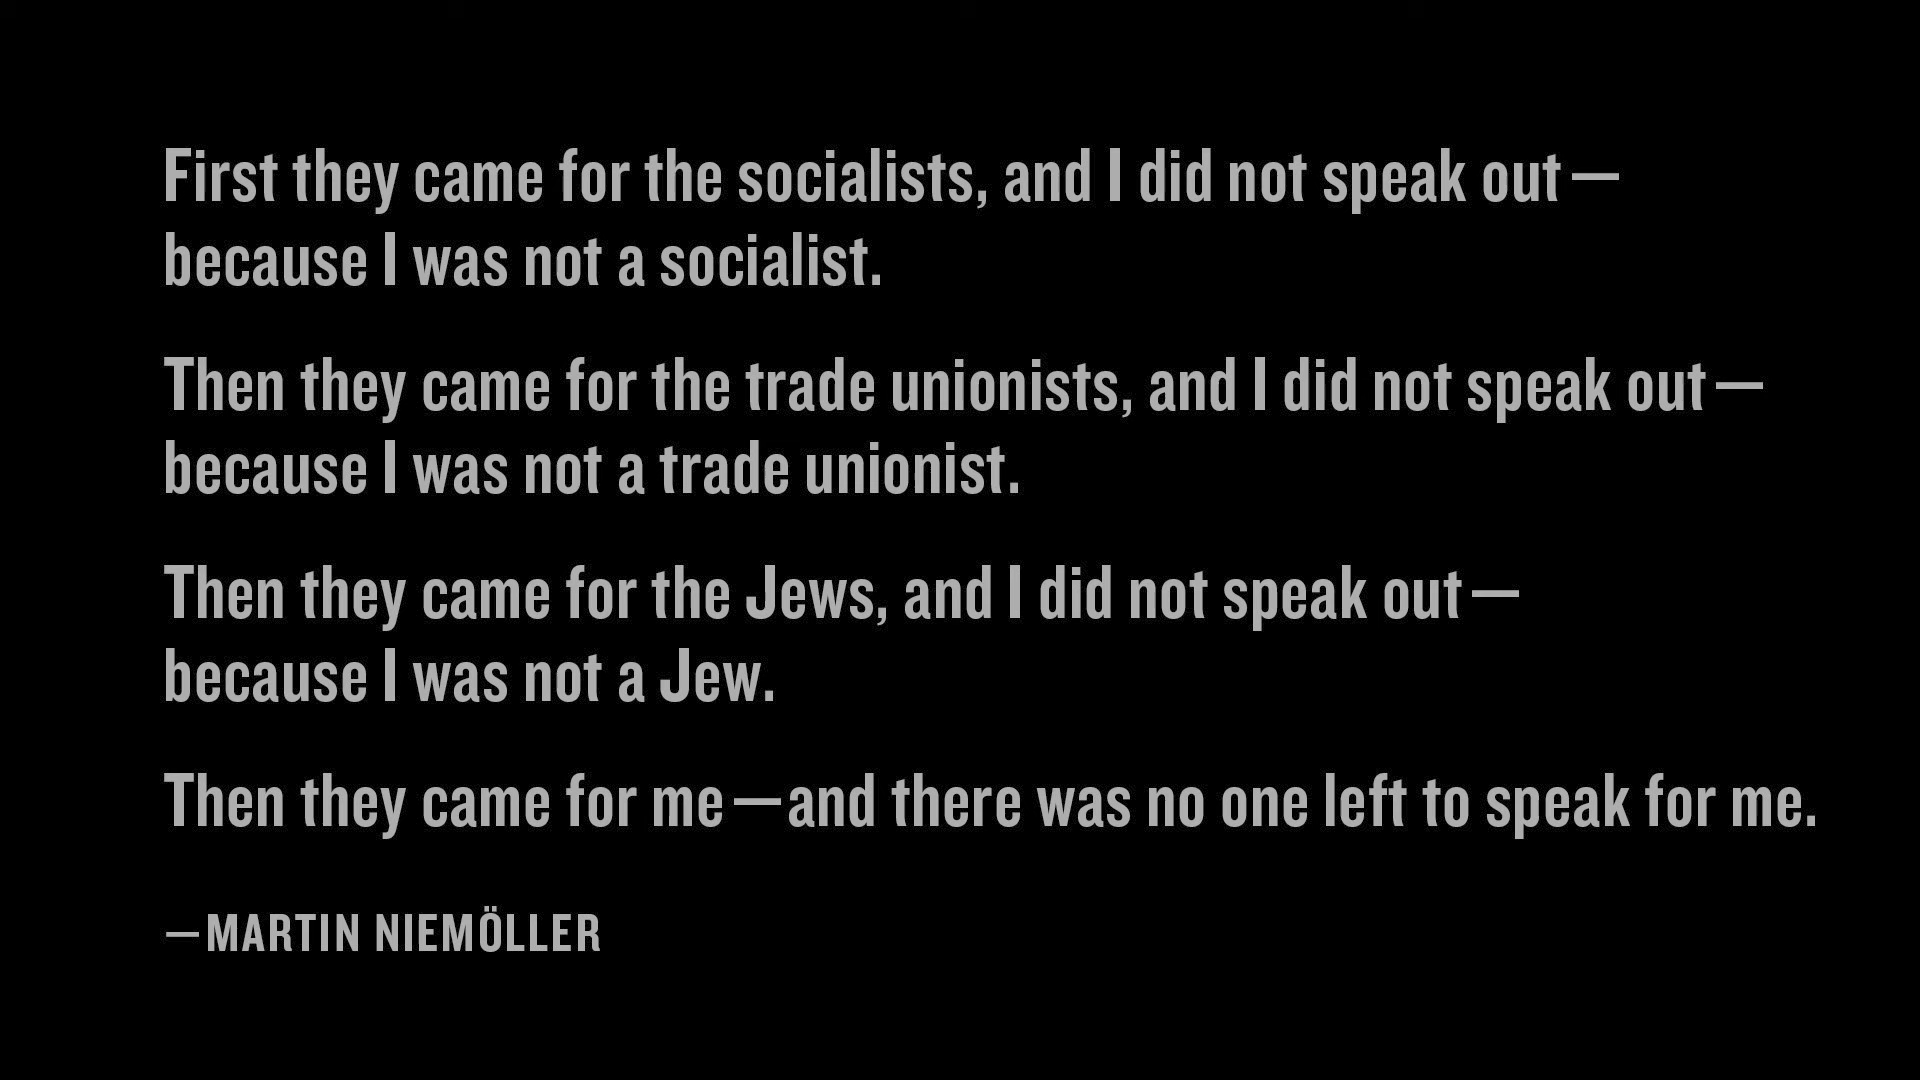 First they came for the socialists, and I did not speak out—
because I was not a socialist.
Then they came for the trade unionists, and I did not speak out—
because I was not a trade unionist.
Then they came for the Jews, and I did not speak out—
because I was not a Jew.
Then they came for me—and there was no one left to speak for me.
—MARTIN NIEMÖLLER